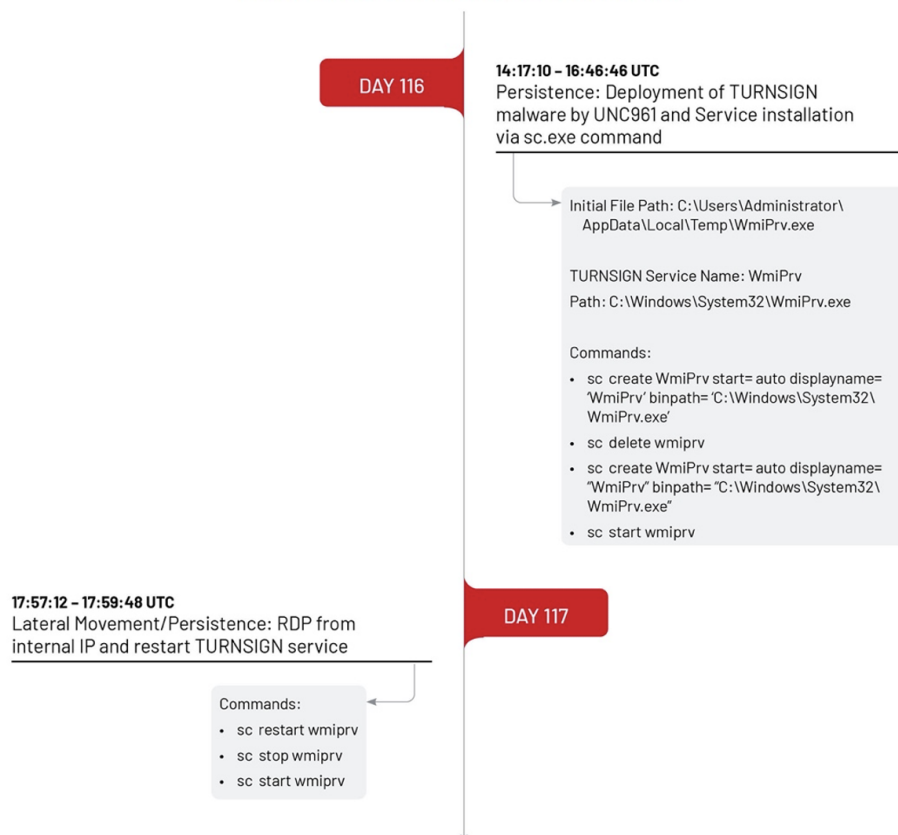 DAY 116
14:17:10 – 16:46:46 UTC
Persistence: Deployment of TURNSIGN
malware by UNC961 and Service installation
via sc.exe command
Initial File Path: C:\Users\Administrator\
AppData\Local\Temp\WmiPrv.exe
TURNSIGN Service Name: WmiPrv
Path: C:\Windows\System32\WmiPrv.exe
Commands:
• sc create WmiPrv start= auto displayname=
‘WmiPrv’ binpath= ‘C:\Windows\System32\
WmiPrv.exe’
• sc delete wmiprv
• sc create WmiPrv start= auto displayname=
“WmiPrv” binpath= “C:\Windows\System32\
WmiPrv.exe”
• sc start wmiprv
DAY 117
17:57:12 – 17:59:48 UTC
Lateral Movement/Persistence: RDP from
internal IP and restart TURNSIGN service
Commands:
• sc restart wmiprv
• sc stop wmiprv
• sc start wmiprv